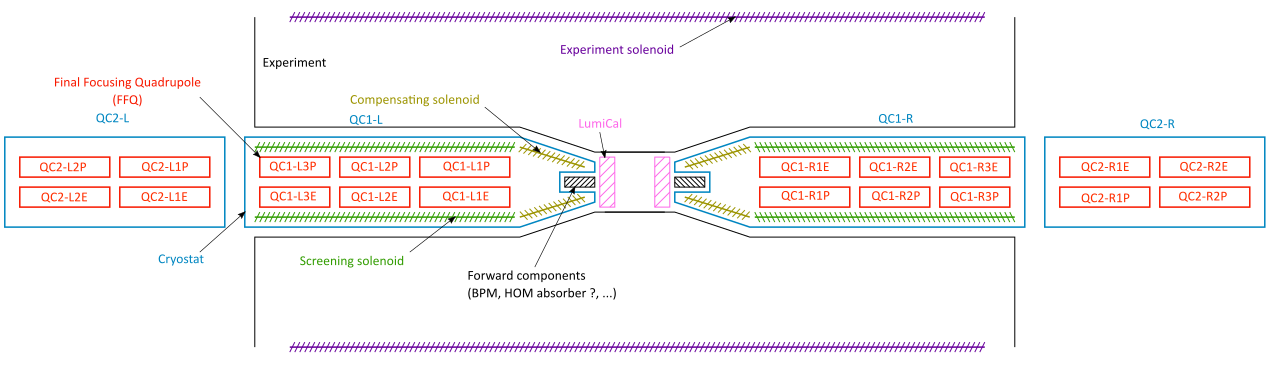 Experiment solenoid
Experiment
Final Focusing Quadrupole
(FFQ)
Compensating solenoid
LumiCal
QC2-L
QC1-L
QC1-R
QC2-R
QC2-L2P
QC2-L1P
QC1-L3P
QC1-L2P
QC1-L1P
QC1-R1E
QC1-R2E
QC1-R3E
QC2-R1E
QC2-R2E
QC2-L2E
QC2-L1E
QC1-L3E
QC1-L2E
QC1-L1E
QC1-R1P
QC1-R2P
QC1-R3P
QC2-R1P
QC2-R2P
Cryostat
Screening solenoid
Forward components
(BPM, HOM absorber ?, ...)